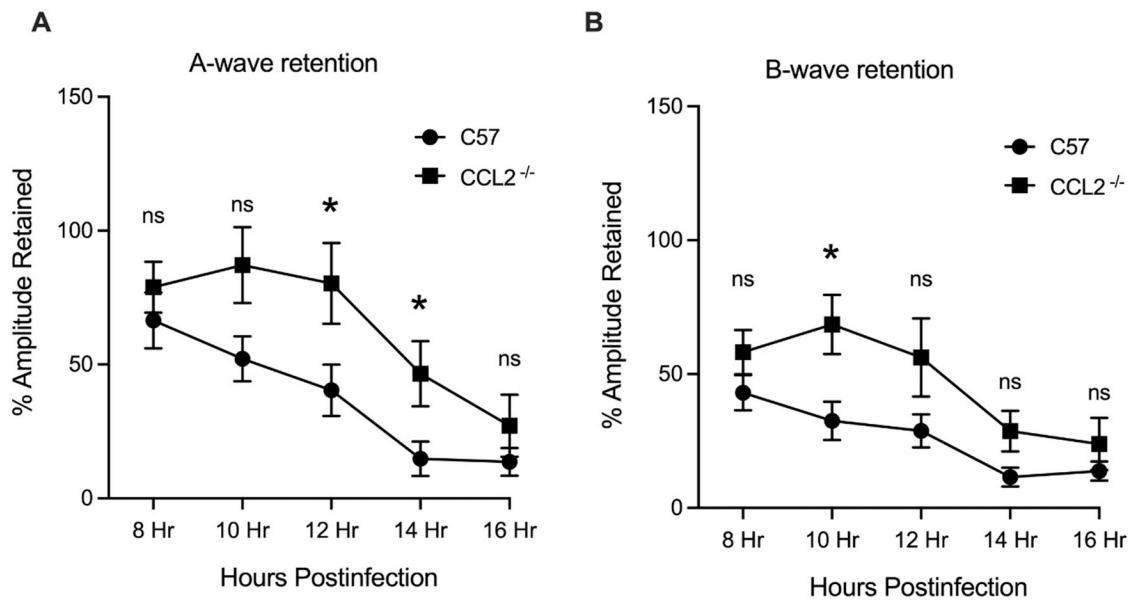 A
A-wave retention
150
100
50
0
% Amplitude Retained
C57
CCL2 -/-
ns
ns
*
*
ns
8 Hr
10 Hr
12 Hr
14 Hr
16 Hr
Hours Postinfection
B
B-wave retention
150
100
50
0
% Amplitude Retained
C57
CCL2 -/-
ns
*
ns
ns
ns
8 Hr
10 Hr
12 Hr
14 Hr
16 Hr
Hours Postinfection